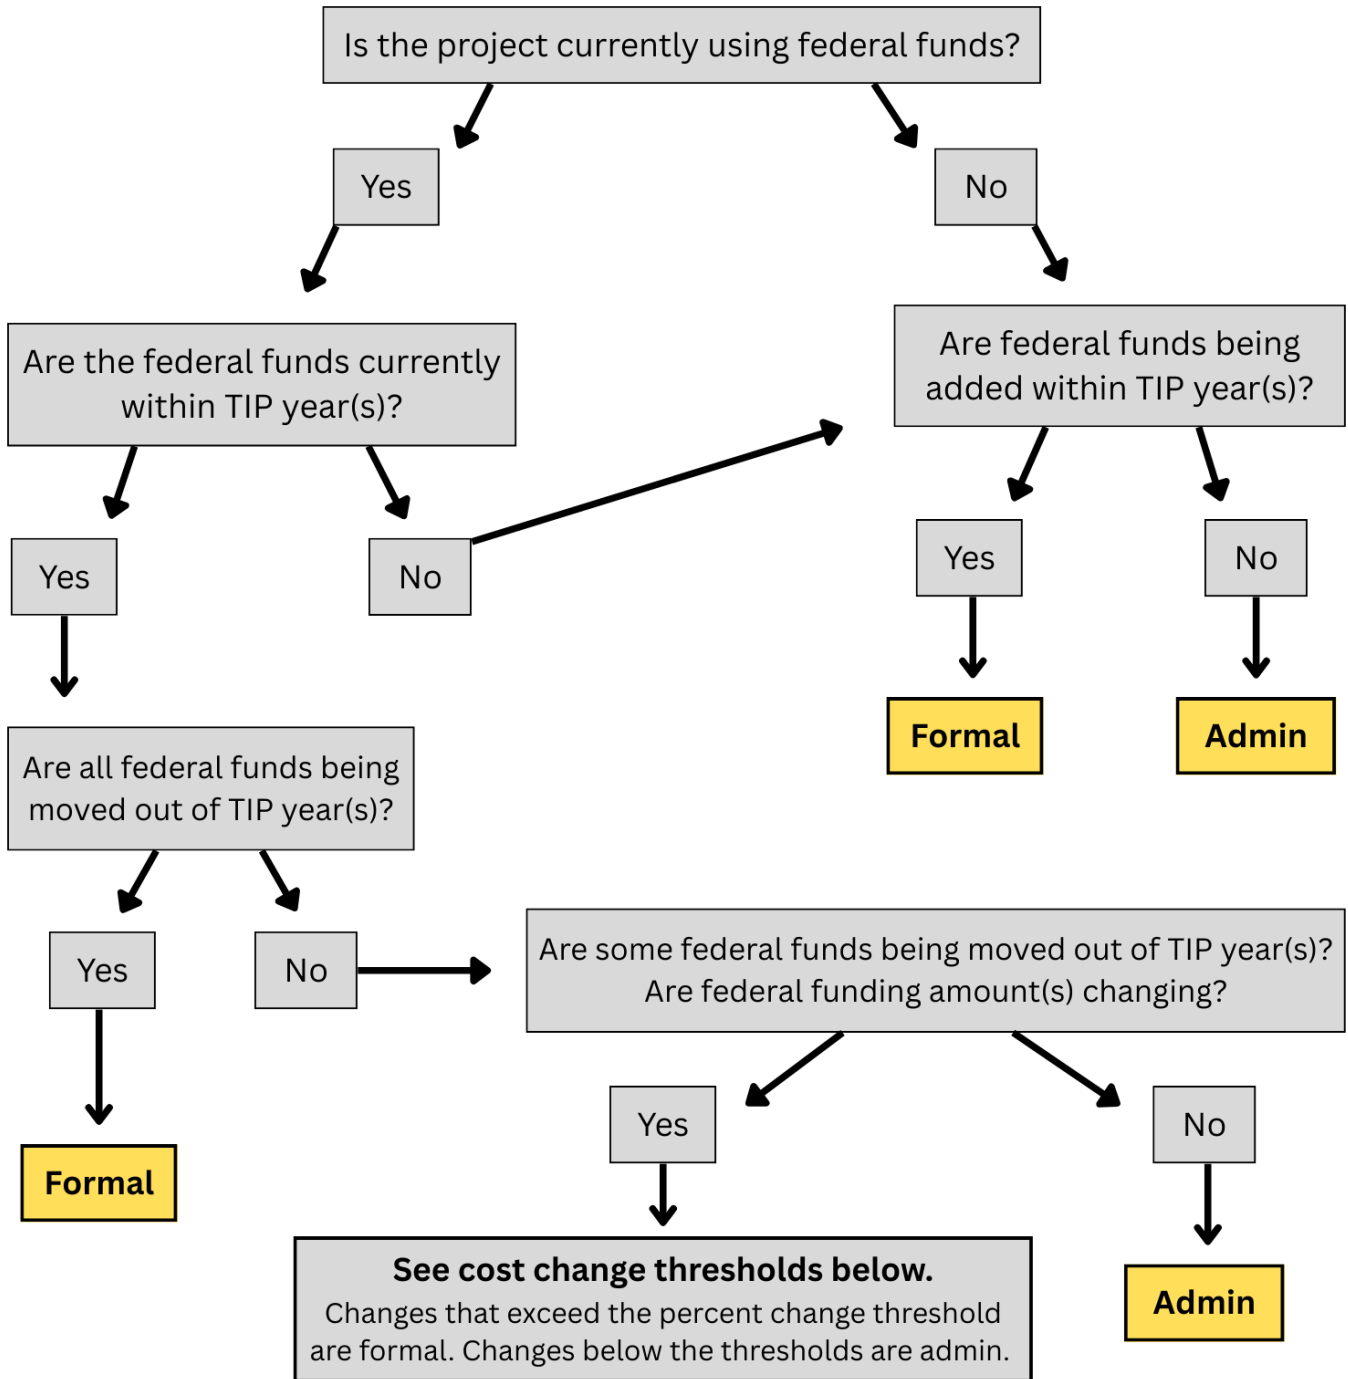 Is the project currently using federal funds?
Yes
No
Are the federal funds currently
within TIP year(s)?
Are federal funds being
added within TIP year(s)?
Yes
No
Yes
No
Formal
Admin
Are all federal funds being
moved out of TIP year(s)?
Yes
No
Are some federal funds being moved out of TIP year(s)?
Are federal funding amount(s) changing?
Yes
No
Formal
See cost change thresholds below.
Changes that exceed the percent change threshold
are formal. Changes below the thresholds are admin.
Admin